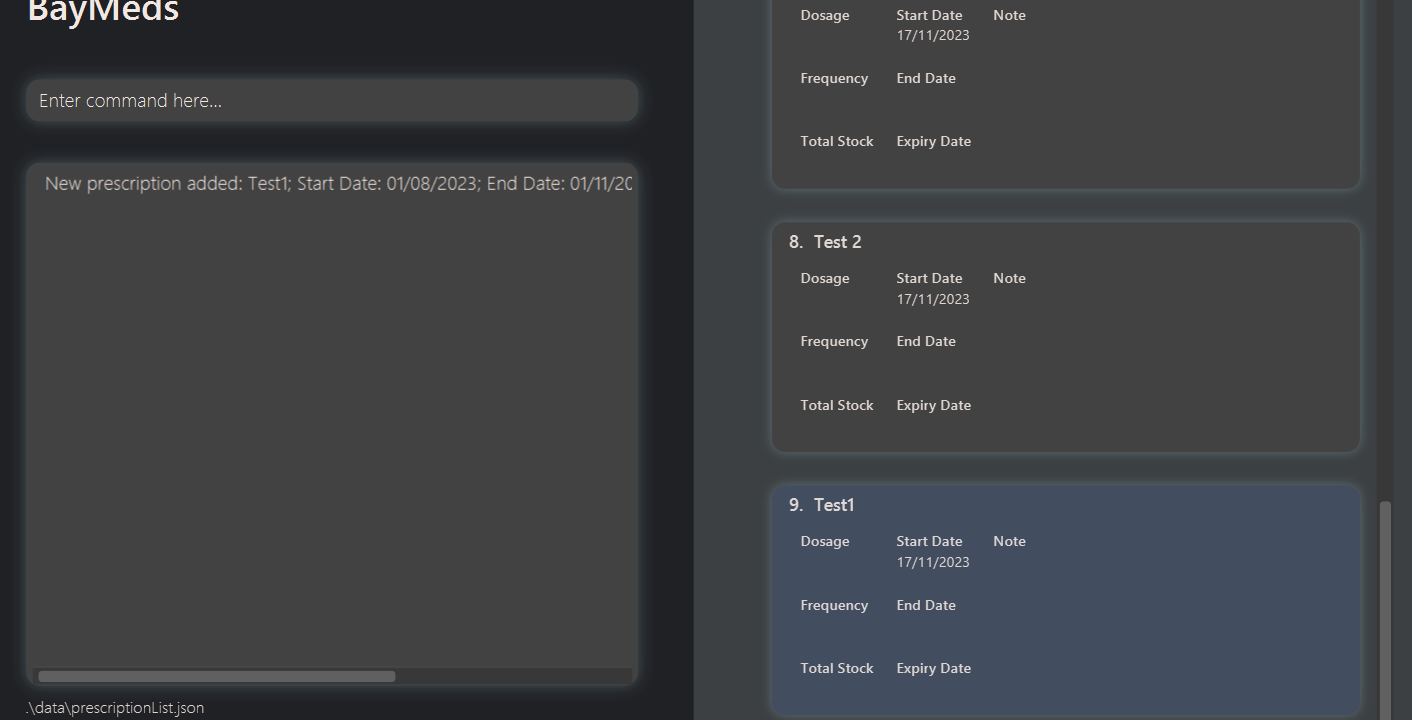 BayMeds
Enter command here...
New prescription added: Test1; Start Date: 01/08/2023; End Date: 01/11/20
.\data\prescriptionList.json
Dosage Start Date Note
17/11/2023
Frequency End Date
Total Stock Expiry Date
8. Test 2
Dosage Start Date Note
17/11/2023
Frequency End Date
Total Stock Expiry Date
9. Test1
Dosage Start Date Note
17/11/2023
Frequency End Date
Total Stock Expiry Date